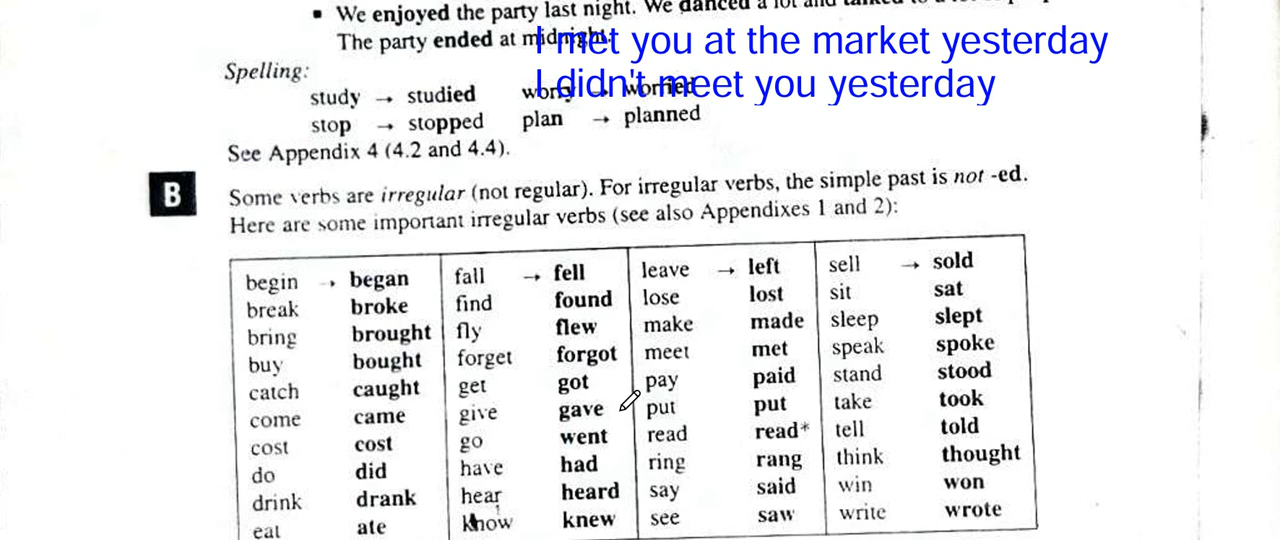 We enjoyed the party last night. We danced a lot and talked to a lot of
The party ended at midnight.
I met you at the market yesterday
Spelling:
I didn't meet you yesterday
study → studied worry → worried
stop → stopped plan → planned
See Appendix 4 (4.2 and 4.4).
B
Some verbs are irregular (not regular). For irregular verbs, the simple past is not -ed.
Here are some important irregular verbs (see also Appendixes 1 and 2):
begin → began fall → fell leave → left sell → sold
break broke find found lose lost sit sat
bring brought fly flew make made sleep slept
buy bought forget forgot meet met speak spoke
catch caught get got pay paid stand stood
come came give gave put put take took
cost cost go went read read* tell told
do did have had ring rang think thought
drink drank hear heard say said win won
eat ate know knew see saw write wrote